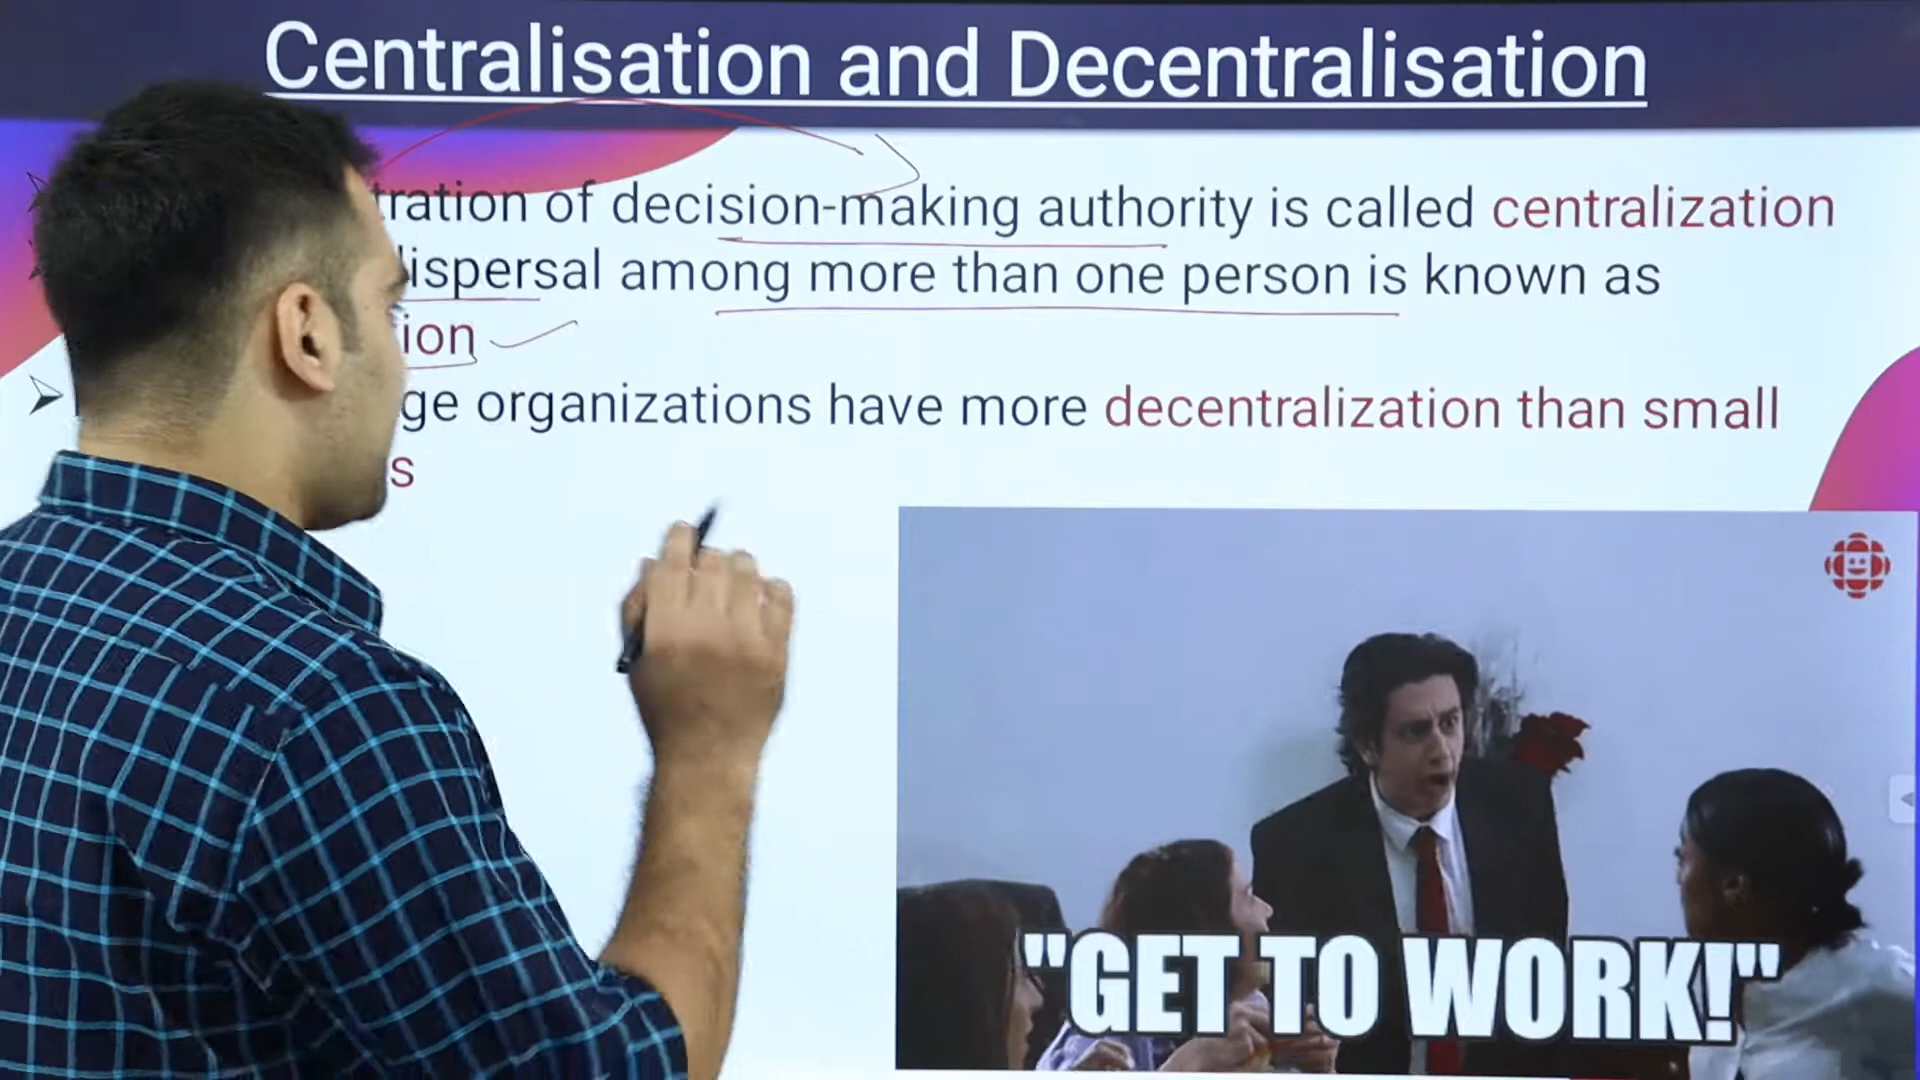 Centralisation and Decentralisation
tration of decision-making authority is called centralization
ispersal among more than one person is known as
ion
ge organizations have more decentralization than small
s
"GET TO WORK!"